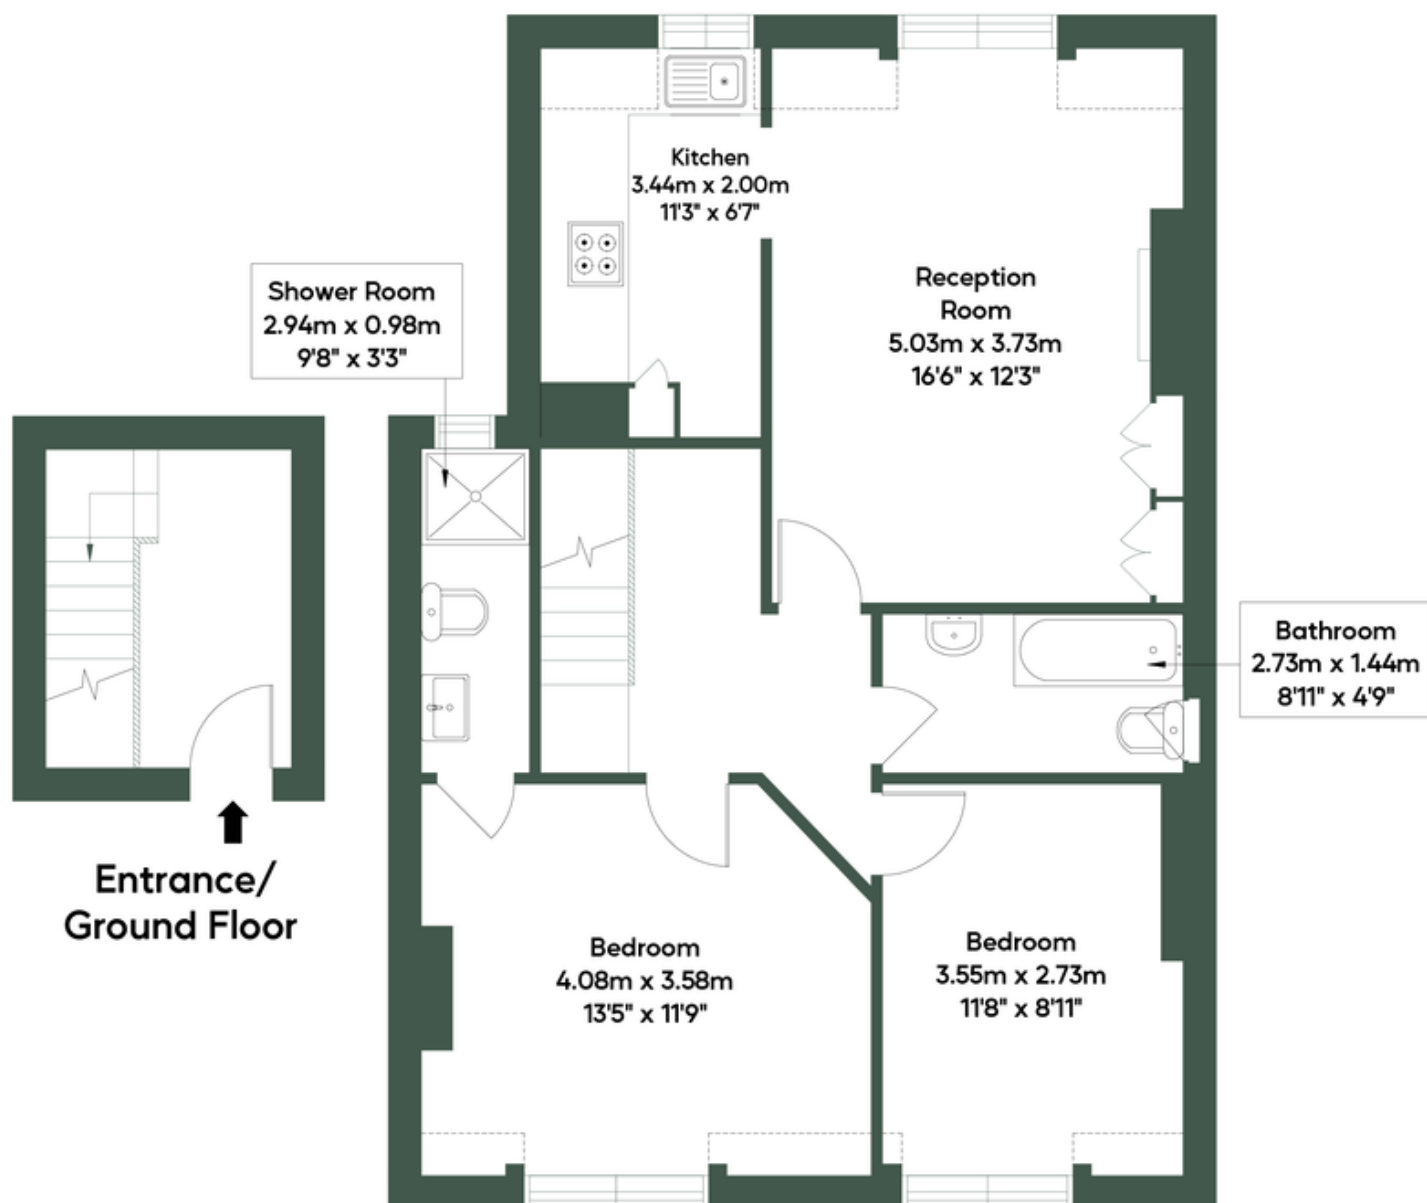 Kitchen
3.44m x 2.00m
11'3" x 6'7"
Shower Room
2.94m x 0.98m
9'8" x 3'3"
Reception
Room
5.03m x 3.73m
16'6" x 12'3"
Bathroom
2.73m x 1.44m
8'11" x 4'9"
Entrance/
Ground Floor
Bedroom
4.08m x 3.58m
13'5" x 11'9"
Bedroom
3.55m x 2.73m
11'8" x 8'11"